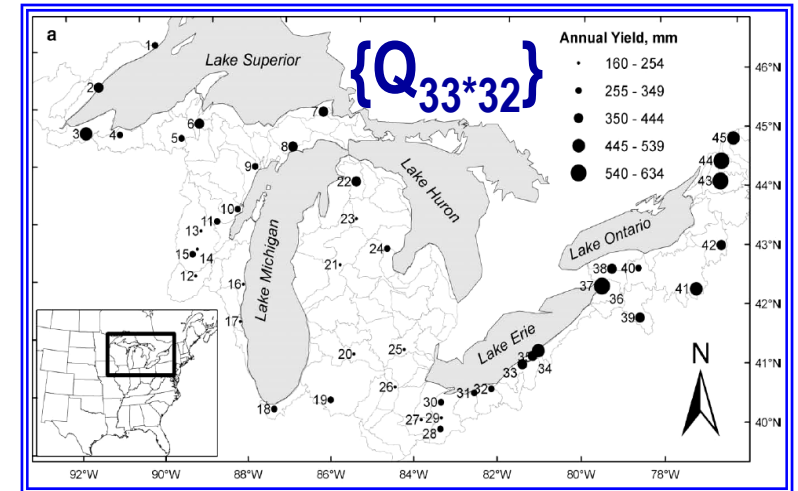 a
{Q33*32}
Annual Yield, mm
160 - 254
255 - 349
350 - 444
445 - 539
540 - 634
Lake Superior
Lake Michigan
Lake Huron
Lake Erie
Lake Ontario
1
2
3
4
5
6
7
8
9
10
11
12
13
14
15
16
17
18
19
20
21
22
23
24
25
26
27
28
29
30
31
32
33
34
35
36
37
38
39
40
41
42
43
44
45
46°N
45°N
44°N
43°N
42°N
41°N
40°N
N
92°W
90°W
88°W
86°W
84°W
82°W
80°W
78°W